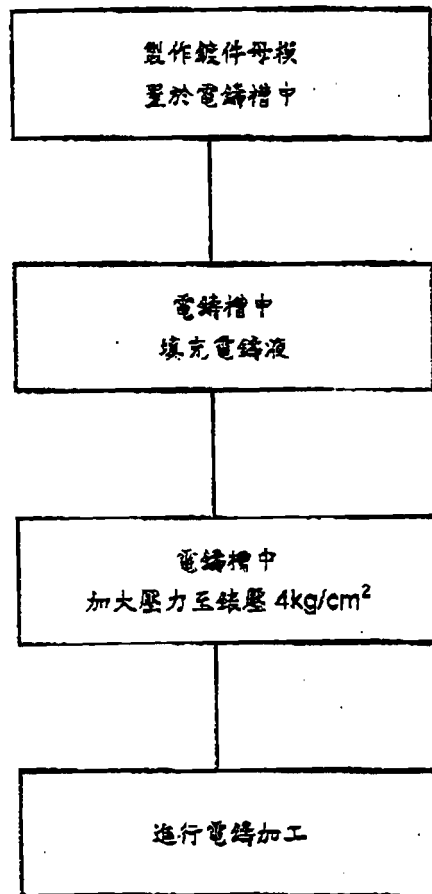 製作鍍件母模
置於電鑄槽中
電鑄槽中
填充電鑄液
電鑄槽中
加大壓力至錶壓 4kg/cm²
進行電鑄加工